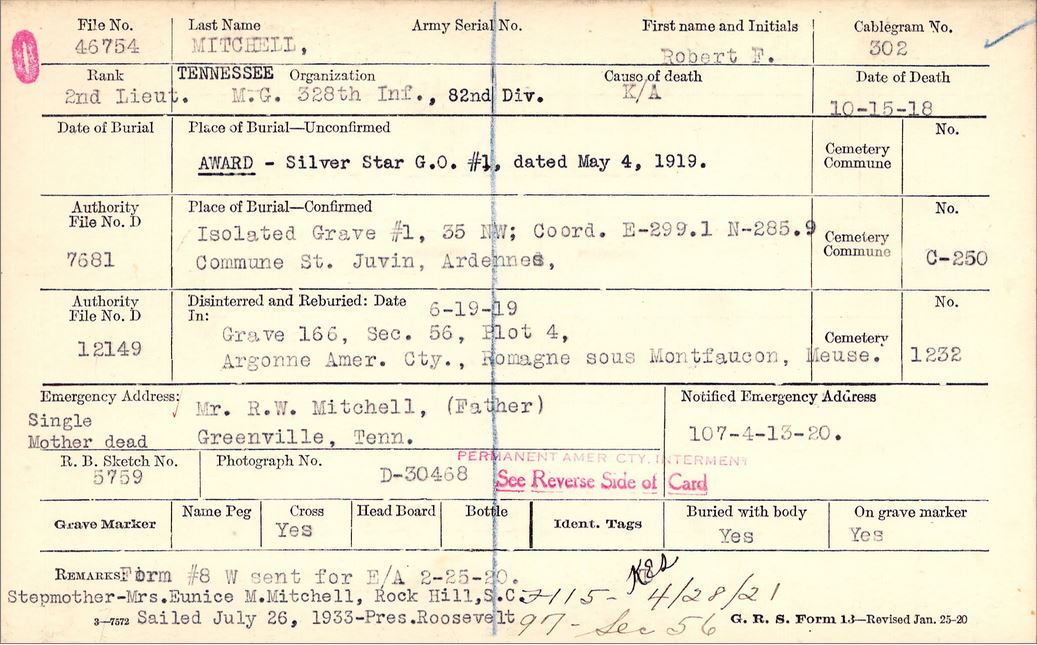 File No. Last Name Army Serial No. First name and Initials Cablegram No.
46754 MITCHELL, Robert F. 302
Rank TENNESSEE Organization Cause of death Date of Death
2nd Lieut. M.G. 328th Inf., 82nd Div. K/A 10-15-18
Date of Burial Place of Burial—Unconfirmed No.
AWARD - Silver Star G.O. #1, dated May 4, 1919. Cemetery
Commune
Authority Place of Burial—Confirmed No.
File No. D
Isolated Grave #1, 35 NW; Coord. E-299.1 N-285.9 Cemetery
7681 Commune St. Juvin, Ardennes, Commune C-250
Authority Disinterred and Reburied: Date 6-19-19 No.
File No. D In:
Grave 166, Sec. 56, Plot 4, Cemetery
12149 Argonne Amer. Cty., Romagne sous Montfaucon, Meuse. 1232
Emergency Address: Mr. R.W. Mitchell, (Father) Notified Emergency Address
Single
Mother dead Greenville, Tenn. 107-4-13-20.
R. B. Sketch No. Photograph No. PERMANENT AMER CTY. INTERMENT
5759 D-30468 See Reverse Side of Card
Grave Marker Name Peg Cross Head Board Bottle Ident. Tags Buried with body On grave marker
Yes Yes Yes
REMARKS Form #8 W sent for E/A 2-25-20. KES
Stepmother-Mrs.Eunice M.Mitchell, Rock Hill,S.C. 4/28/21
3—7572 Sailed July 26, 1933-Pres.Roosevelt 97- Sec 56 G. R. S. Form 13—Revised Jan. 25-20